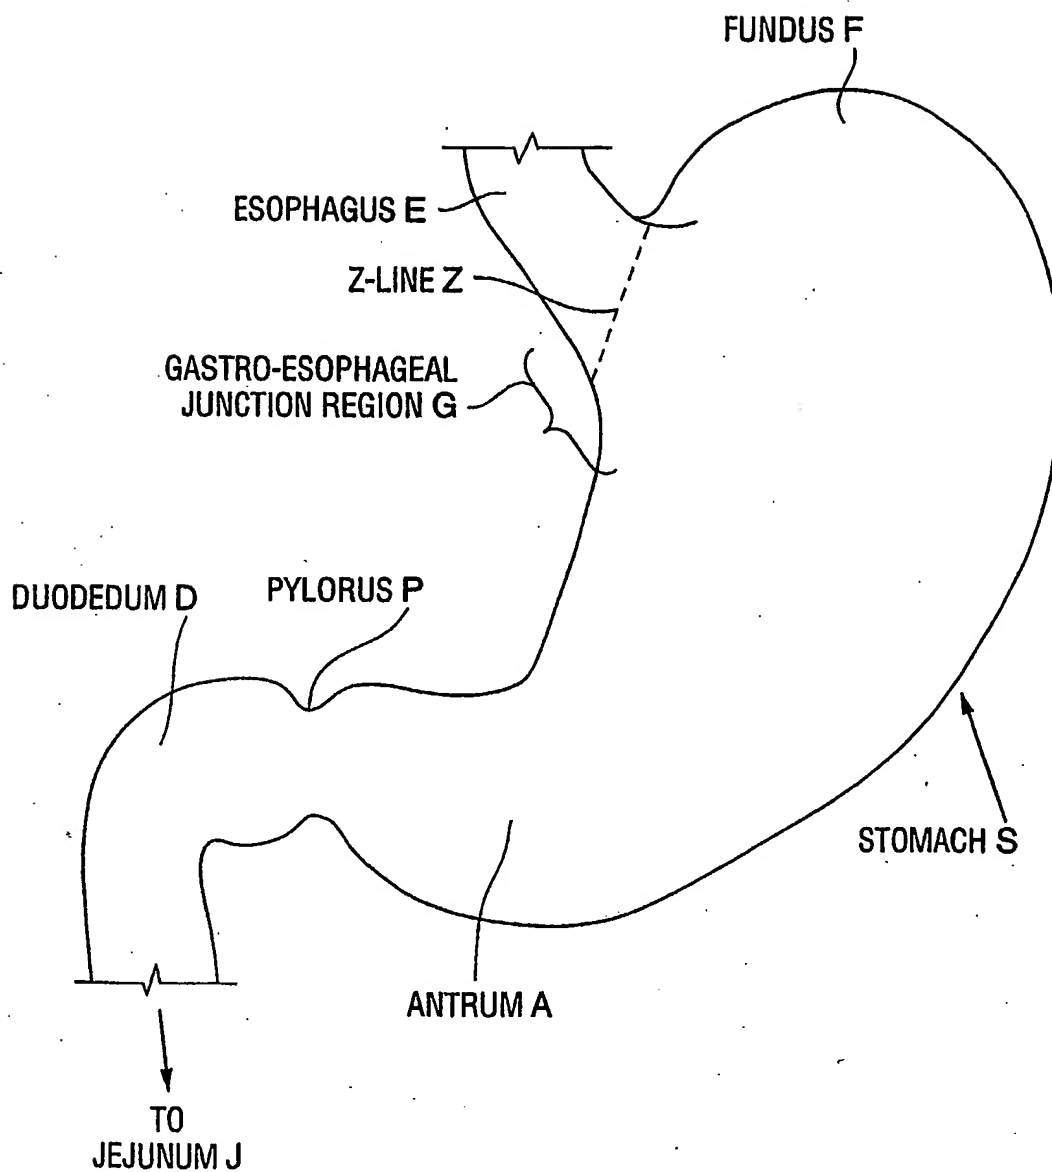 FUNDUS F
ESOPHAGUS E
Z-LINE Z
GASTRO-ESOPHAGEAL
JUNCTION REGION G
DUODEDUM D
PYLORUS P
STOMACH S
ANTRUM A
TO
JEJUNUM J